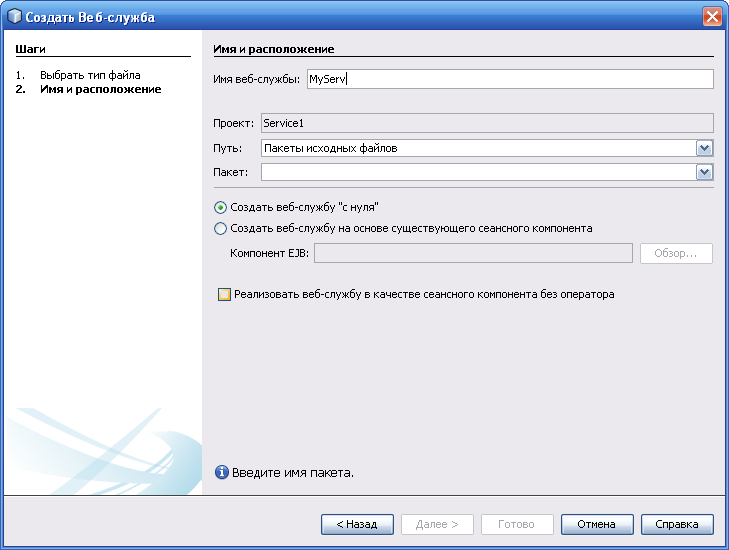 Создать Веб-служба
Шаги
1. Выбрать тип файла
2. Имя и расположение
Имя и расположение
Имя веб-службы: MyServ
Проект: Service1
Путь: Пакеты исходных файлов
Пакет:
Создать веб-службу "с нуля"
Создать веб-службу на основе существующего сеансного компонента
Компонент EJB: Обзор...
Реализовать веб-службу в качестве сеансного компонента без оператора
Введите имя пакета.
< Назад Далее > Готово Отмена Справка